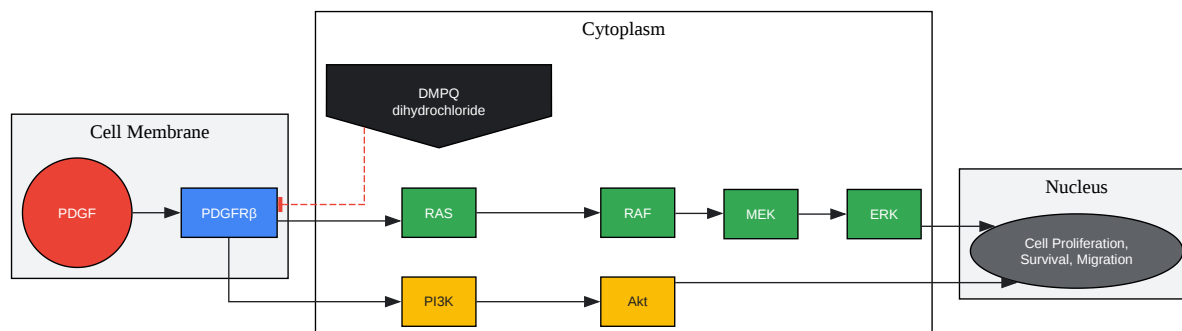 Cytoplasm
DMPQ
dihydrochloride
Cell Membrane
PDGF
PDGFRβ
RAS
RAF
MEK
ERK
Nucleus
Cell Proliferation,
Survival, Migration
PI3K
Akt